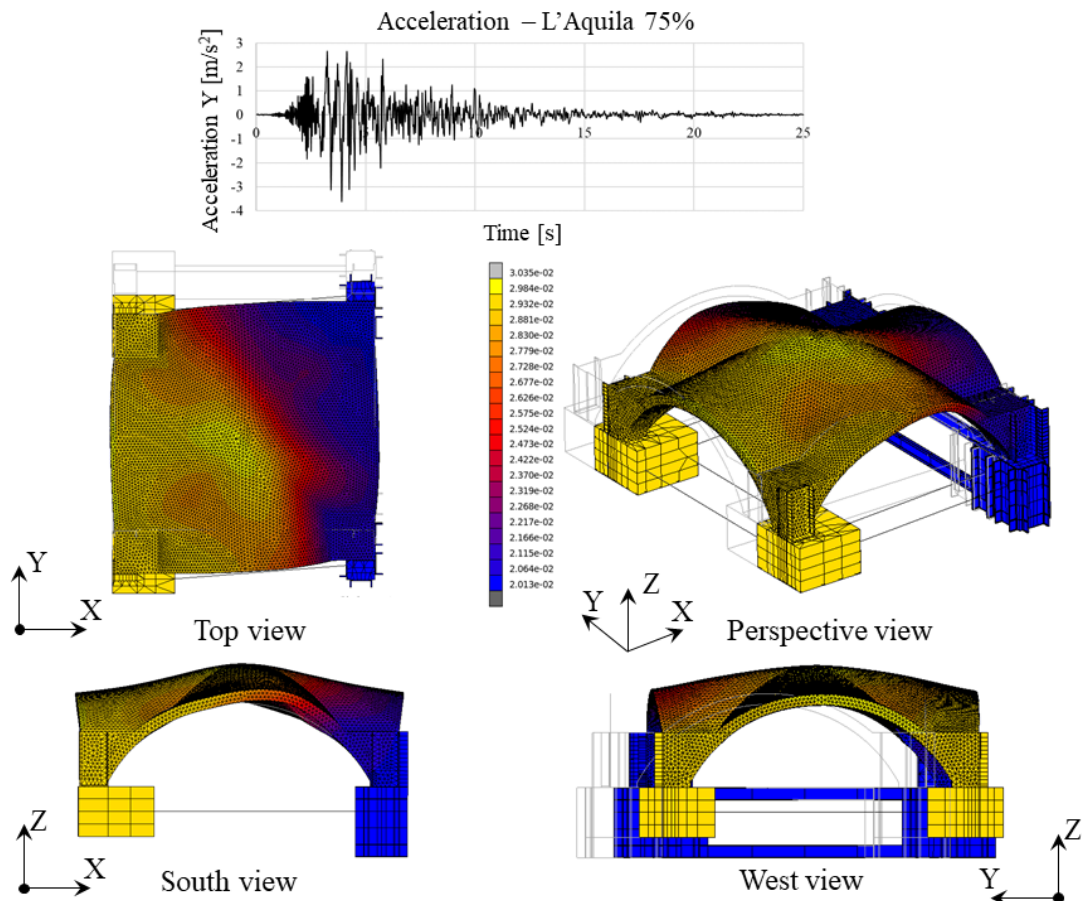 Acceleration – L’Aquila 75%
Acceleration Y [m/s²]
3
2
1
0
-1
-2
-3
-4
0
5
10
15
20
25
Time [s]
3.035e-02
2.984e-02
2.932e-02
2.881e-02
2.830e-02
2.779e-02
2.728e-02
2.677e-02
2.626e-02
2.575e-02
2.524e-02
2.473e-02
2.422e-02
2.370e-02
2.319e-02
2.268e-02
2.217e-02
2.166e-02
2.115e-02
2.064e-02
2.013e-02
Y
X
Top view
Y
Z
X
Perspective view
Z
X
South view
West view
Z
Y